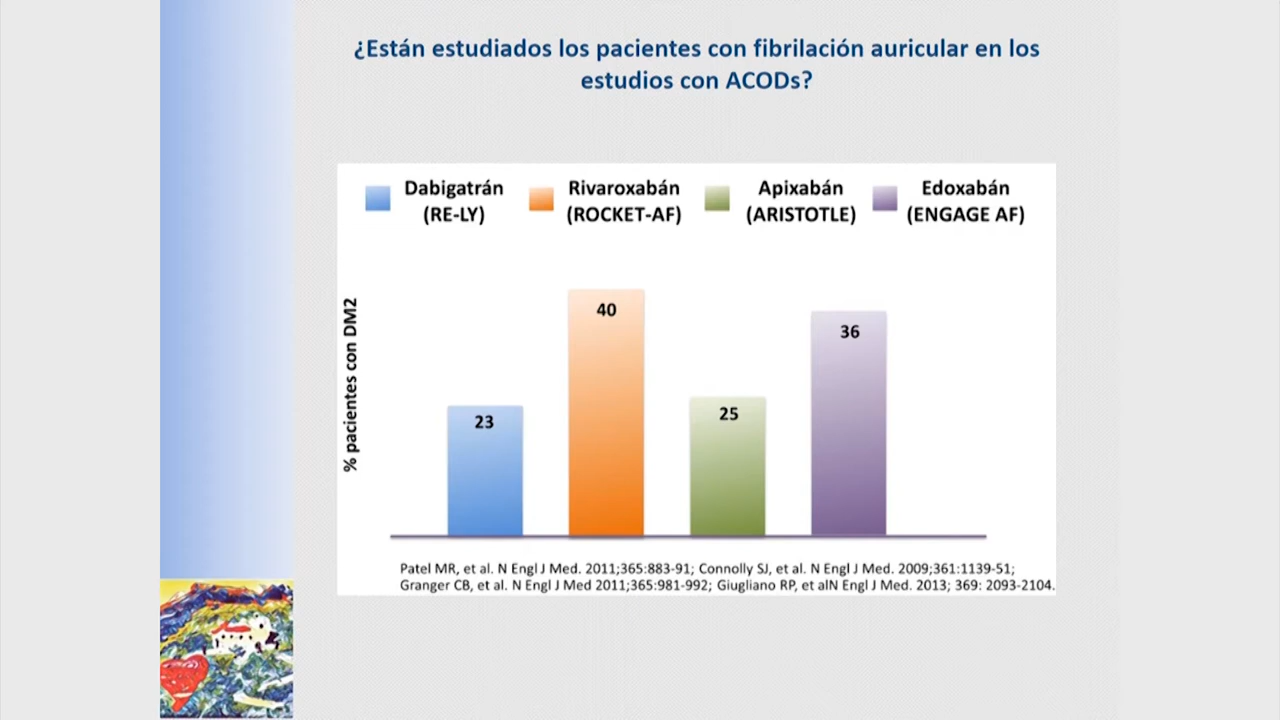 ¿Están estudiados los pacientes con fibrilación auricular en los
estudios con ACODs?
Dabigatrán
(RE-LY)
Rivaroxabán
(ROCKET-AF)
Apixabán
(ARISTOTLE)
Edoxabán
(ENGAGE AF)
% pacientes con DM2
23
40
25
36
Patel MR, et al. N Engl J Med. 2011;365:883-91; Connolly SJ, et al. N Engl J Med. 2009;361:1139-51;
Granger CB, et al. N Engl J Med 2011;365:981-992; Giugliano RP, et alN Engl J Med. 2013; 369: 2093-2104.